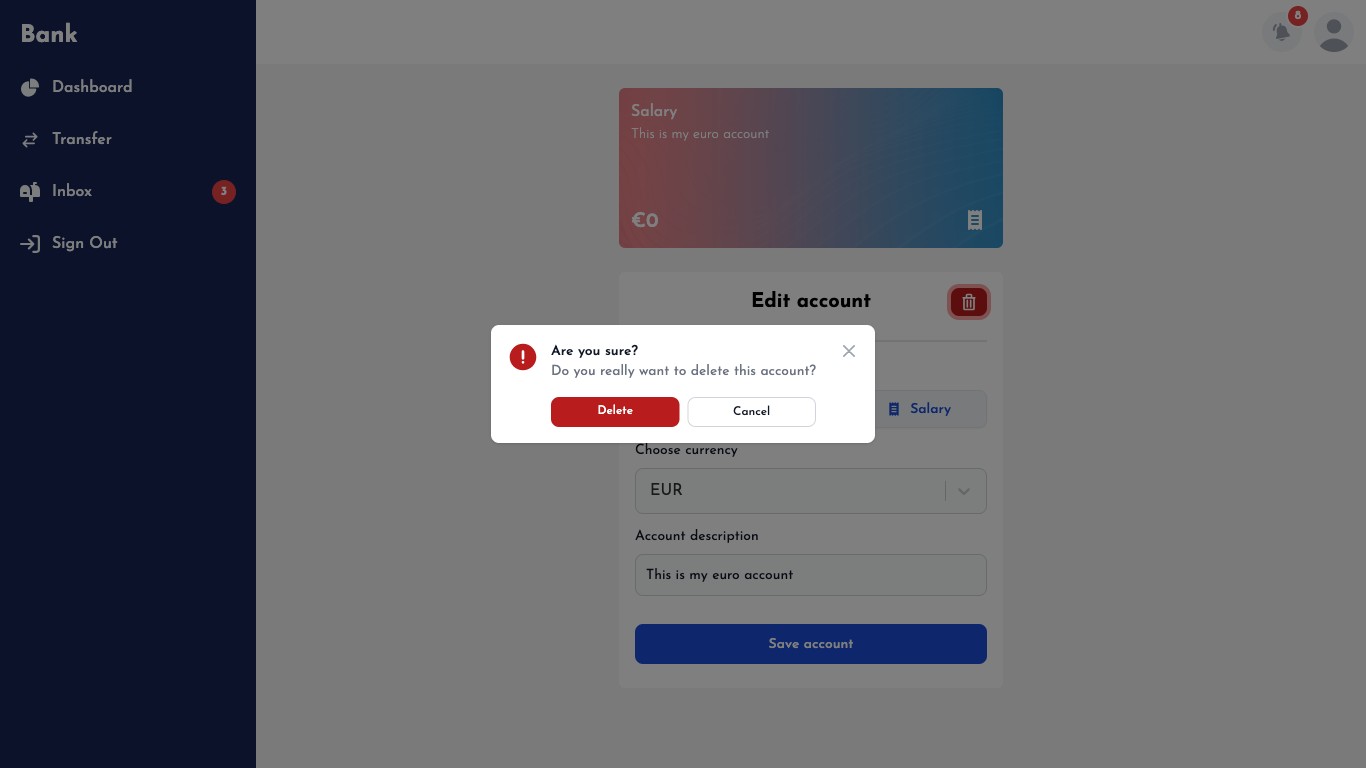 Bank
Dashboard
Transfer
Inbox
3
Sign Out
8
Salary
This is my euro account
€0
Edit account
Are you sure?
Do you really want to delete this account?
Delete
Cancel
Salary
Choose currency
EUR
Account description
This is my euro account
Save account